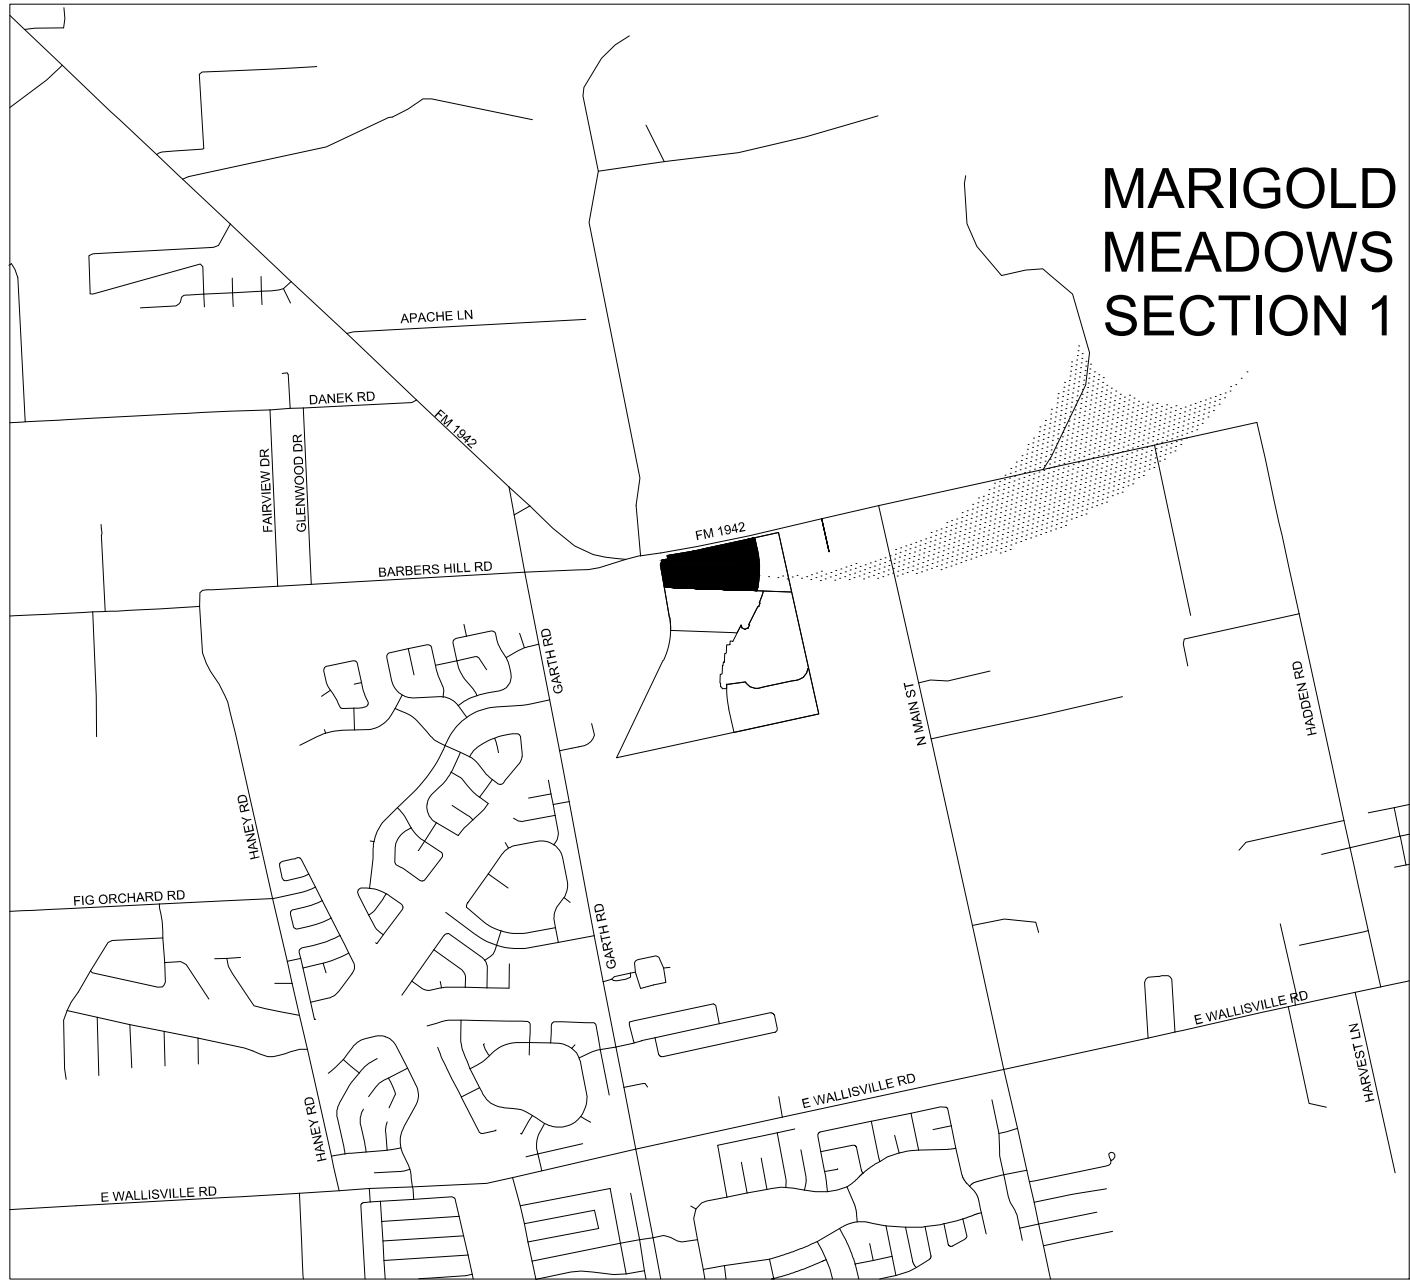 MARIGOLD
MEADOWS
SECTION 1
APACHE LN
DANEK RD
FM 1942
FAIRVIEW DR
GLENWOOD DR
FM 1942
BARBERS HILL RD
GARTH RD
N MAIN ST
HADDEN RD
HANEY RD
FIG ORCHARD RD
GARTH RD
E WALLISVILLE RD
HARVEST LN
E WALLISVILLE RD
HANEY RD
E WALLISVILLE RD